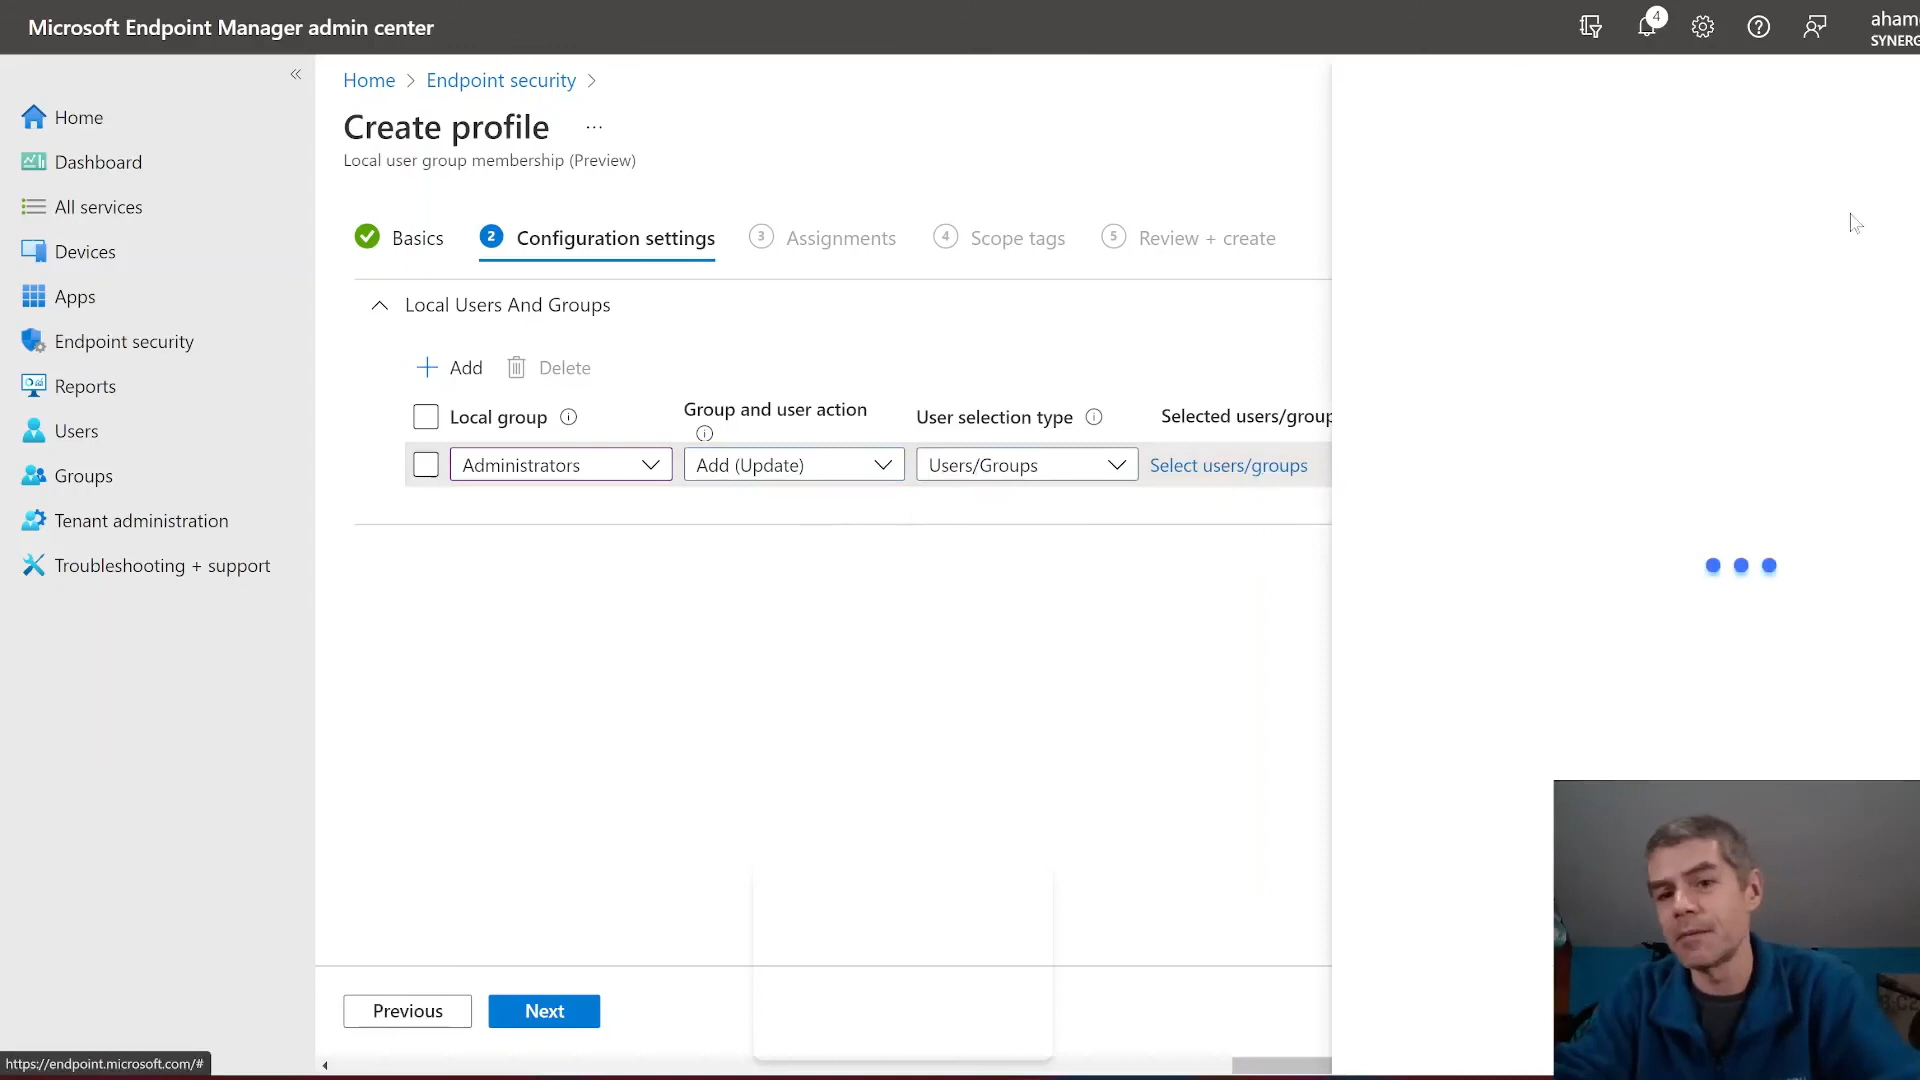 Microsoft Endpoint Manager admin center
4
Home
Dashboard
All services
Devices
Apps
Endpoint security
Reports
Users
Groups
Tenant administration
Troubleshooting + support
Home > Endpoint security >
Create profile ...
Local user group membership (Preview)
Basics
2 Configuration settings
3 Assignments
4 Scope tags
5 Review + create
Local Users And Groups
Add Delete
Local group
Group and user action
User selection type
Selected users/group
Administrators
Add (Update)
Users/Groups
Select users/groups
Previous
Next
https://endpoint.microsoft.com/#